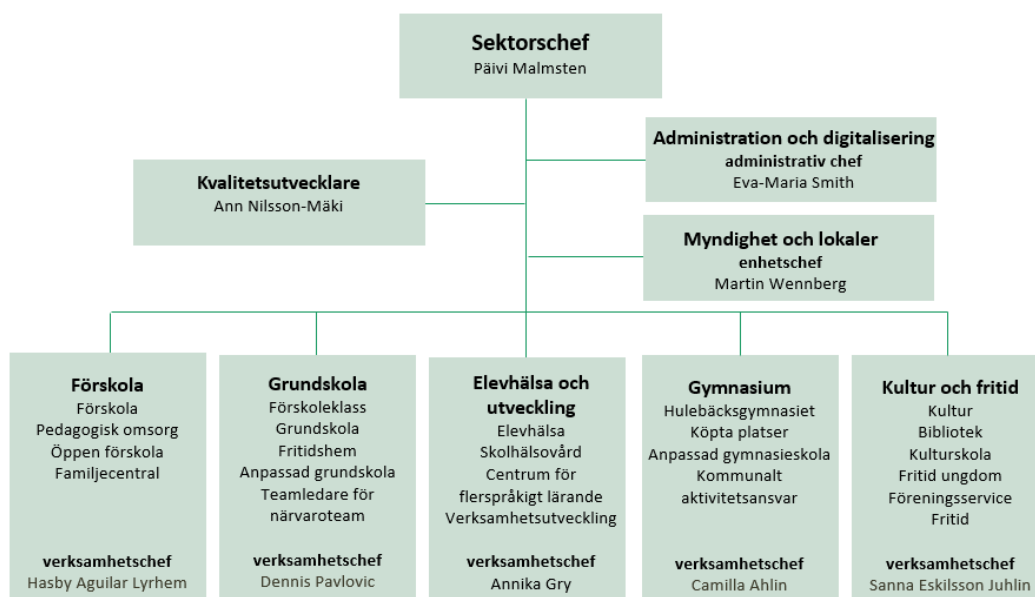 Sektorschef
Päivi Malmsten
Administration och digitalisering
administrativ chef
Eva-Maria Smith
Kvalitetsutvecklare
Ann Nilsson-Mäki
Myndighet och lokaler
enhetschef
Martin Wennberg
Förskola
Förskola
Pedagogisk omsorg
Öppen förskola
Familjecentral
verksamhetschef
Hasby Aguilar Lyrhem
Grundskola
Förskoleklass
Grundskola
Fritidshem
Anpassad grundskola
Teamledare för
närvaroteam
verksamhetschef
Dennis Pavlovic
Elevhälsa och
utveckling
Elevhälsa
Skolhälsovård
Centrum för
flerspråkigt lärande
Verksamhetsutveckling
verksamhetschef
Annika Gry
Gymnasium
Hulebäcksgymnasiet
Köpta platser
Anpassad gymnasieskola
Kommunalt
aktivitetsansvar
verksamhetschef
Camilla Ahlin
Kultur och fritid
Kultur
Bibliotek
Kulturskola
Fritid ungdom
Föreningsservice
Fritid
verksamhetschef
Sanna Eskilsson Juhlin